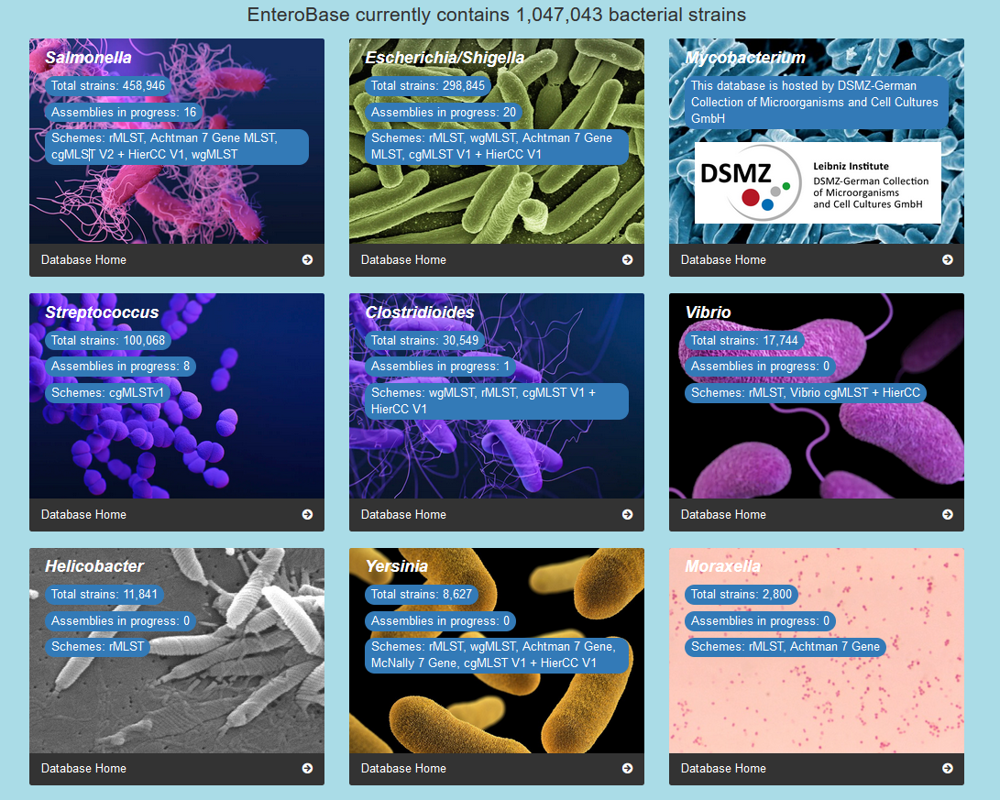 EnteroBase currently contains 1,047,043 bacterial strains
Salmonella
Total strains: 458,946
Assemblies in progress: 16
Schemes: rMLST, Achtman 7 Gene MLST,
cgMLST V2 + HierCC V1, wgMLST
Database Home
Escherichia/Shigella
Total strains: 298,845
Assemblies in progress: 20
Schemes: rMLST, wgMLST, Achtman 7 Gene
MLST, cgMLST V1 + HierCC V1
Database Home
Mycobacterium
This database is hosted by DSMZ-German
Collection of Microorganisms and Cell Cultures
GmbH
DSMZ
Leibniz Institute
DSMZ-German Collection
of Microorganisms
and Cell Cultures GmbH
Database Home
Streptococcus
Total strains: 100,068
Assemblies in progress: 8
Schemes: cgMLSTv1
Database Home
Clostridioides
Total strains: 30,549
Assemblies in progress: 1
Schemes: wgMLST, rMLST, cgMLST V1 +
HierCC V1
Database Home
Vibrio
Total strains: 17,744
Assemblies in progress: 0
Schemes: rMLST, Vibrio cgMLST + HierCC
Database Home
Helicobacter
Total strains: 11,841
Assemblies in progress: 0
Schemes: rMLST
Database Home
Yersinia
Total strains: 8,627
Assemblies in progress: 0
Schemes: rMLST, wgMLST, Achtman 7 Gene,
McNally 7 Gene, cgMLST V1 + HierCC V1
Database Home
Moraxella
Total strains: 2,800
Assemblies in progress: 0
Schemes: rMLST, Achtman 7 Gene
Database Home